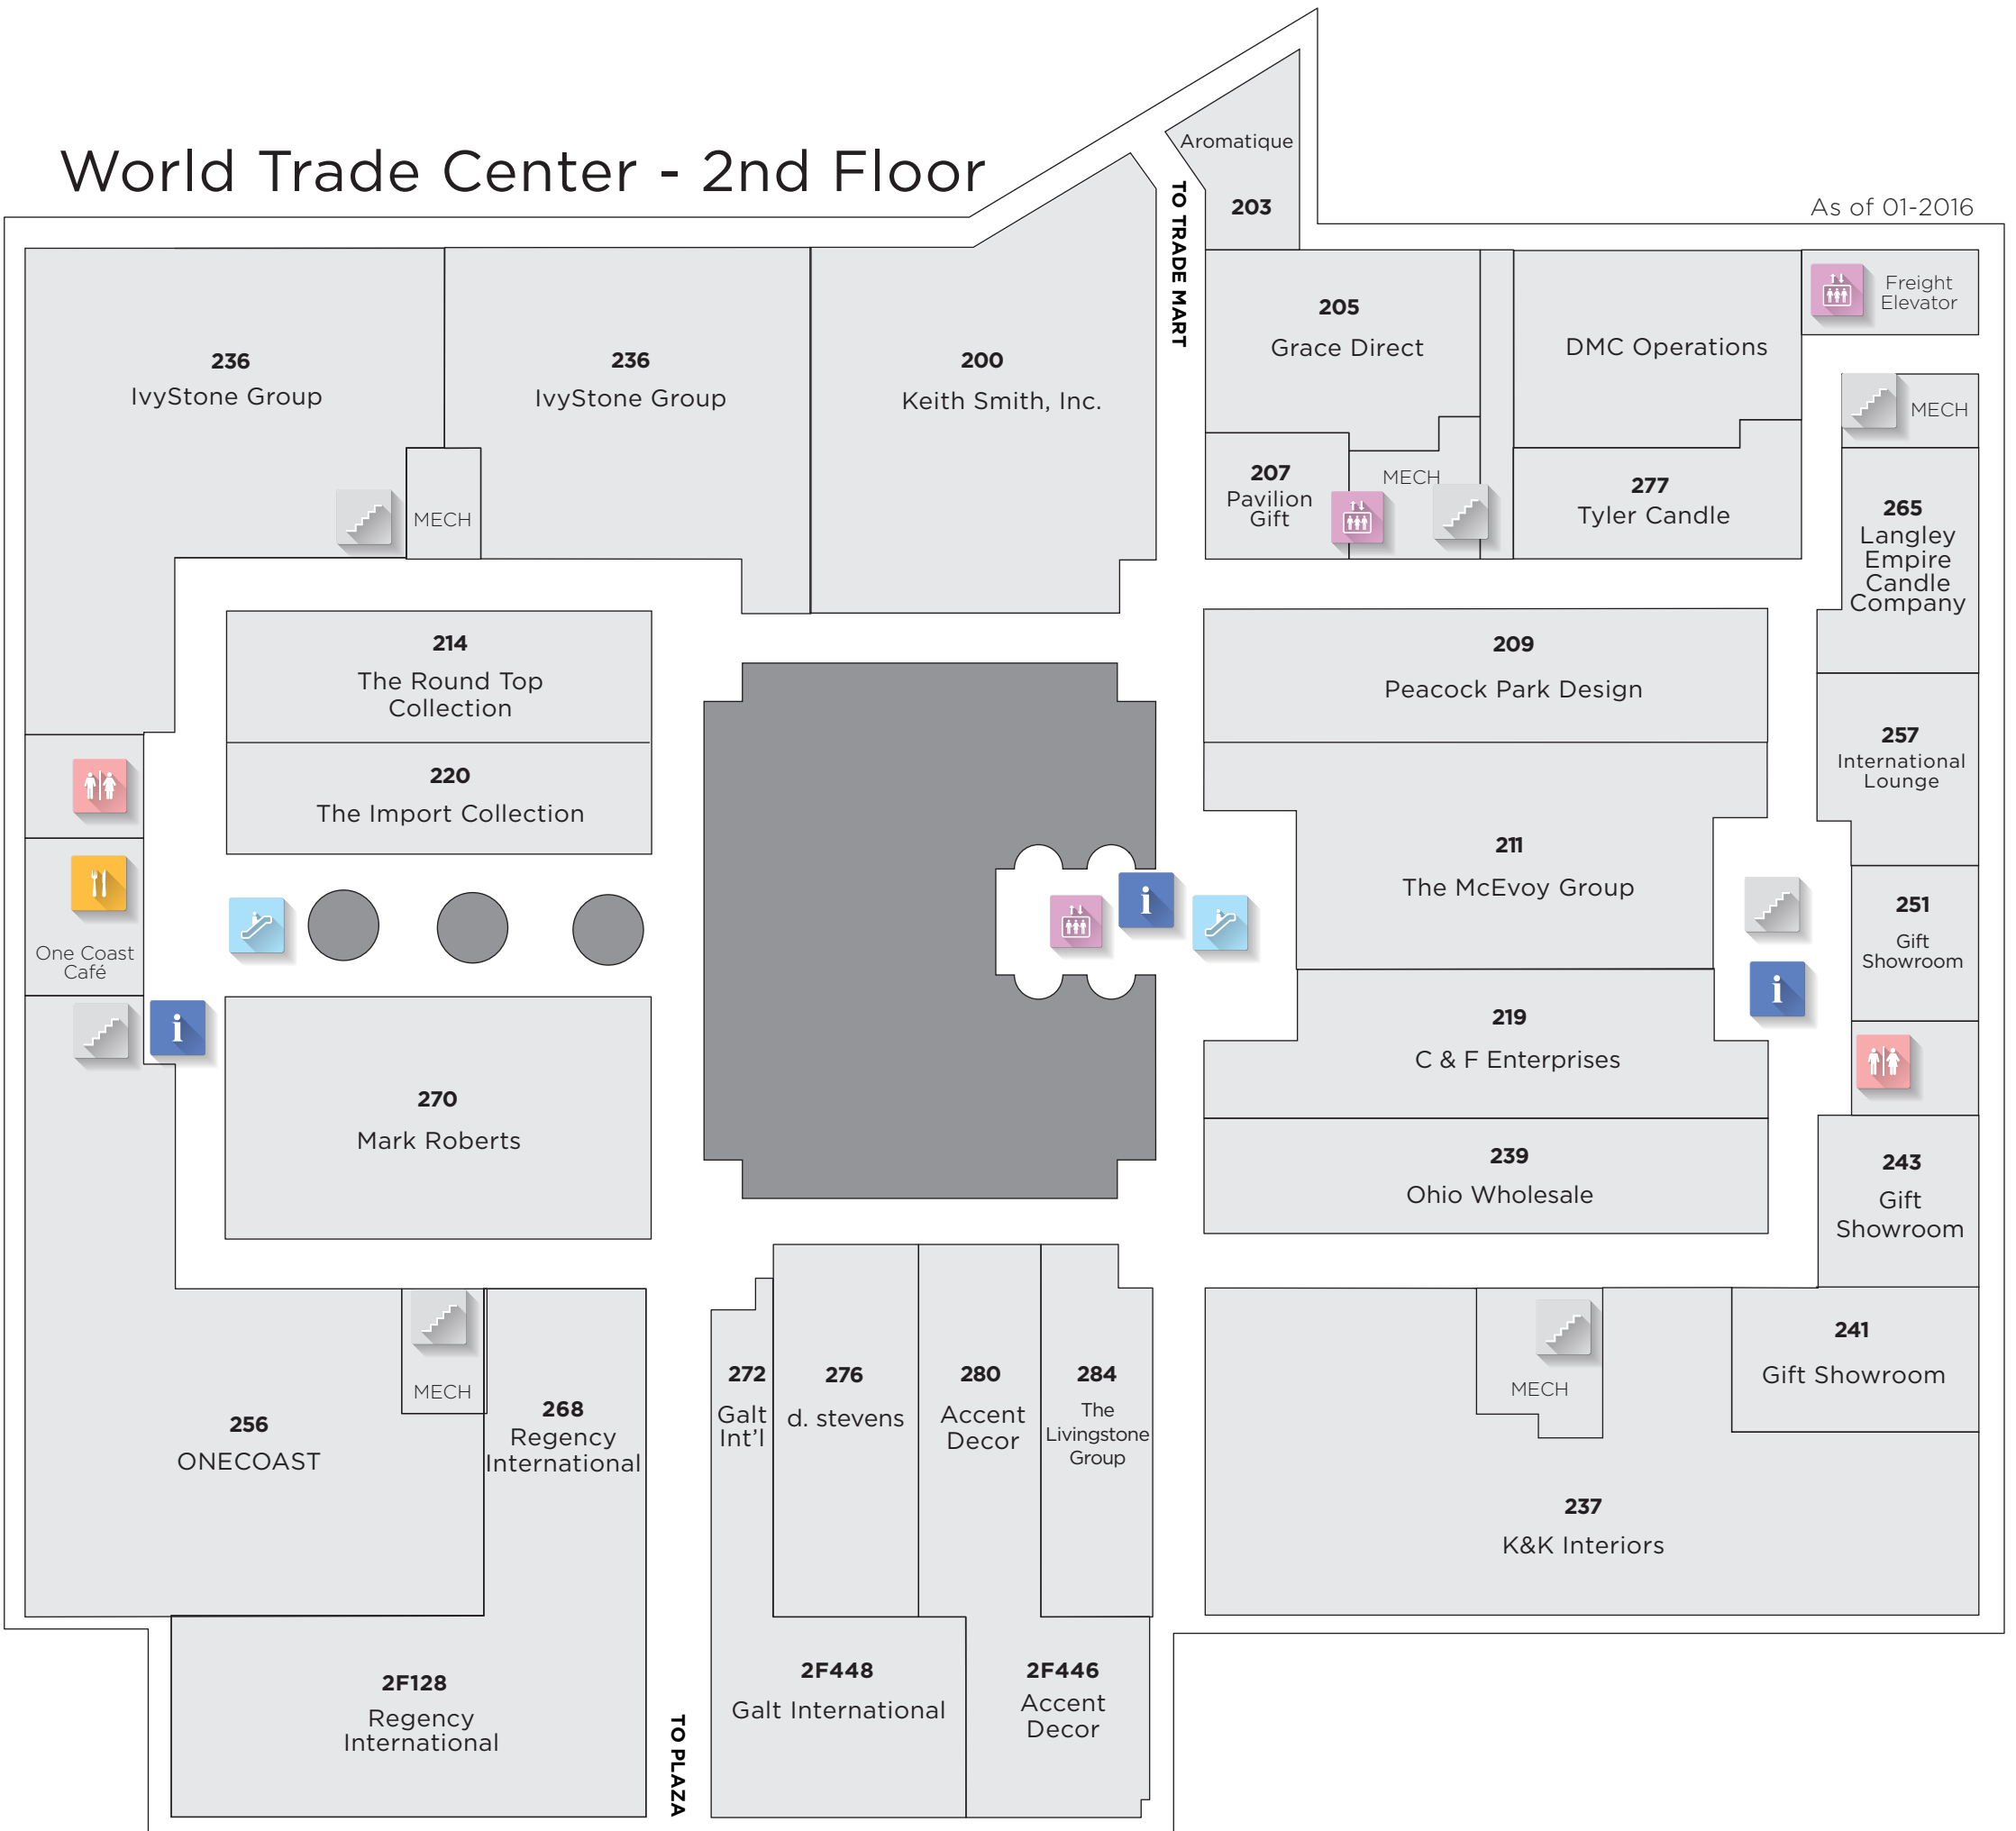 World Trade Center - 2nd Floor
As of 01-2016
Aromatique
203
TO TRADE MART
236
IvyStone Group
236
IvyStone Group
200
Keith Smith, Inc.
205
Grace Direct
DMC Operations
Freight
Elevator
MECH
207
Pavilion
Gift
MECH
277
Tyler Candle
265
Langley
Empire
Candle
Company
MECH
214
The Round Top
Collection
220
The Import Collection
209
Peacock Park Design
257
International
Lounge
211
The McEvoy Group
251
Gift
Showroom
One Coast
Café
i
i
i
219
C & F Enterprises
270
Mark Roberts
239
Ohio Wholesale
243
Gift
Showroom
241
Gift Showroom
MECH
256
ONECOAST
MECH
268
Regency
International
272
Galt
Int'l
276
d. stevens
280
Accent
Decor
284
The
Livingstone
Group
237
K&K Interiors
2F128
Regency
International
TO PLAZA
2F448
Galt International
2F446
Accent
Decor